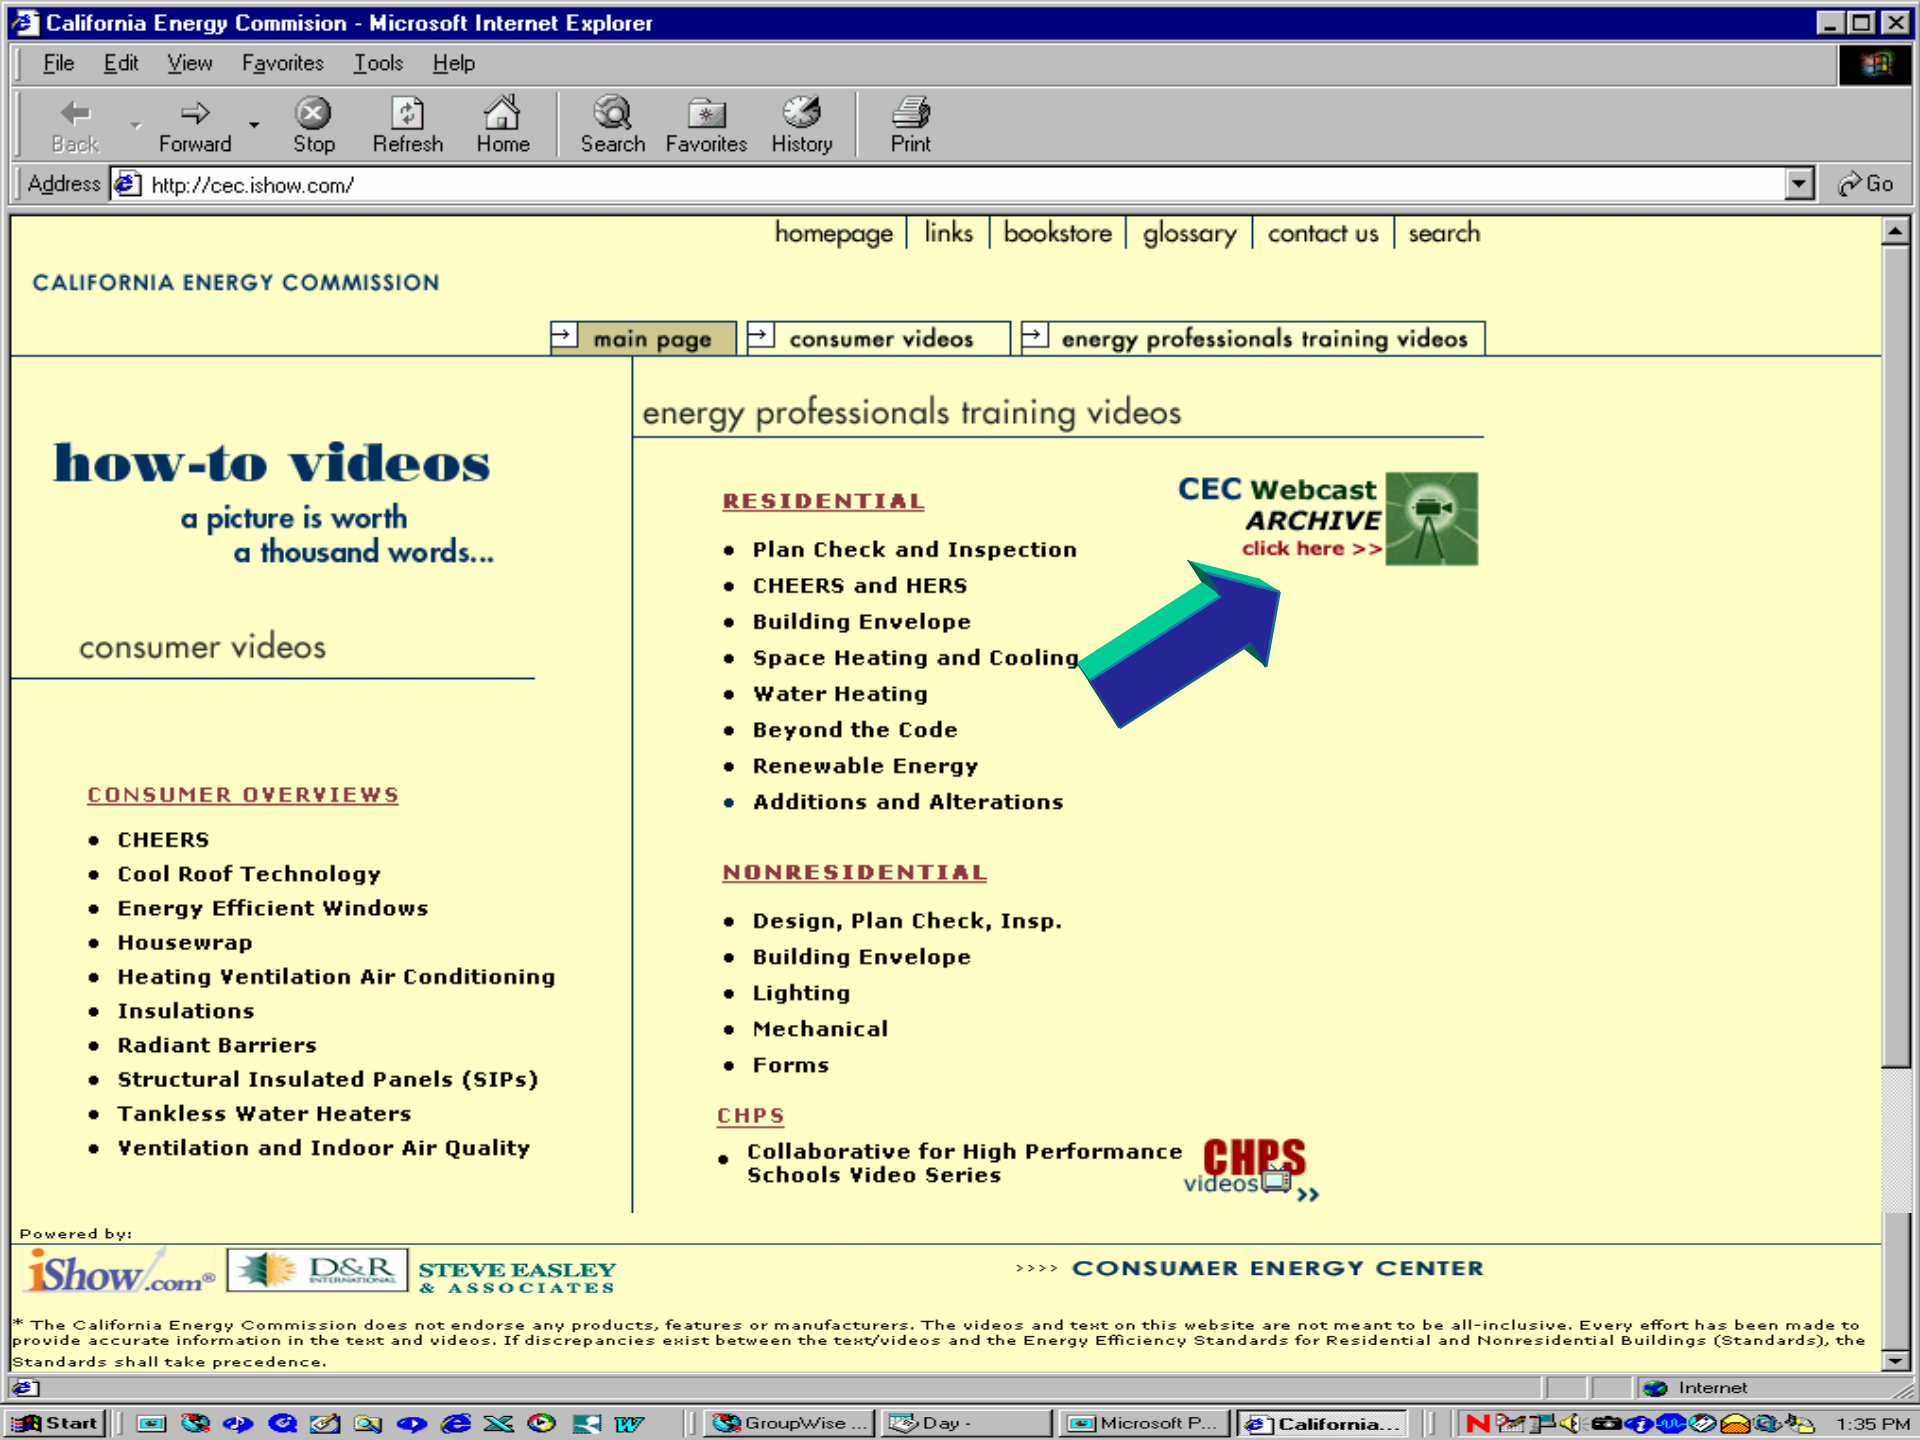 California Energy Commision - Microsoft Internet Explorer
File Edit View Favorites Tools Help
Back Forward Stop Refresh Home Search Favorites History Print
Address http://cec.ishow.com/ Go
homepage links bookstore glossary contact us search
CALIFORNIA ENERGY COMMISSION
main page consumer videos energy professionals training videos
how-to videos
a picture is worth
a thousand words...
consumer videos
CONSUMER OVERVIEWS
CHEERS
Cool Roof Technology
Energy Efficient Windows
Housewrap
Heating Ventilation Air Conditioning
Insulations
Radiant Barriers
Structural Insulated Panels (SIPs)
Tankless Water Heaters
Ventilation and Indoor Air Quality
energy professionals training videos
CEC Webcast
ARCHIVE
click here >>
RESIDENTIAL
Plan Check and Inspection
CHEERS and HERS
Building Envelope
Space Heating and Cooling
Water Heating
Beyond the Code
Renewable Energy
Additions and Alterations
NONRESIDENTIAL
Design, Plan Check, Insp.
Building Envelope
Lighting
Mechanical
Forms
CHPS
Collaborative for High Performance
Schools Video Series
CHPS
videos >>
Powered by:
iShow.com® D&R INTERNATIONAL STEVE EASLEY & ASSOCIATES
>>>> CONSUMER ENERGY CENTER
* The California Energy Commission does not endorse any products, features or manufacturers. The videos and text on this website are not meant to be all-inclusive. Every effort has been made to
provide accurate information in the text and videos. If discrepancies exist between the text/videos and the Energy Efficiency Standards for Residential and Nonresidential Buildings (Standards), the
Standards shall take precedence.
Internet
Start GroupWise ... Day - Microsoft P... California... 1:35 PM